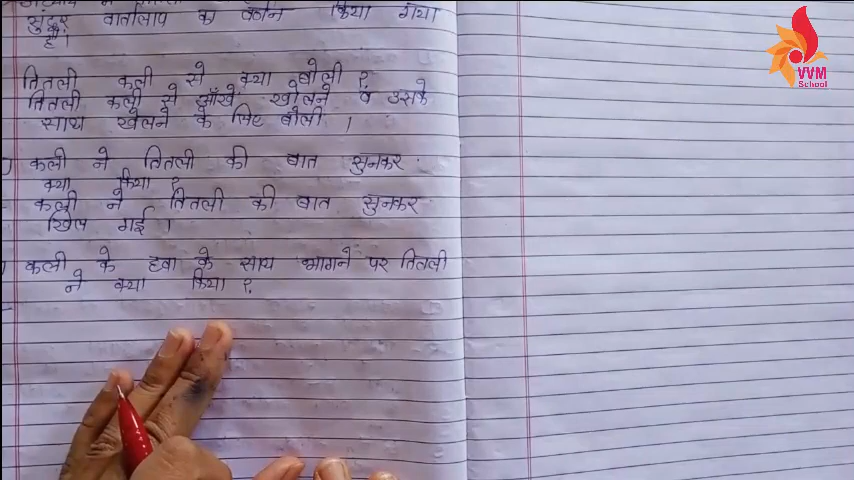 सुंदर वार्तालाप का वर्णन किया गया
है।
तितली कली से क्या बोली ?
तितली कली से आँखे खोलने व उसके
साथ खेलने के लिए बोली ।
कली ने तितली की बात सुनकर
क्या किया ?
कली ने तितली की बात सुनकर
खिल गई ।
कली के हवा के साथ भागने पर तितली
ने क्या किया ?
VVM
School